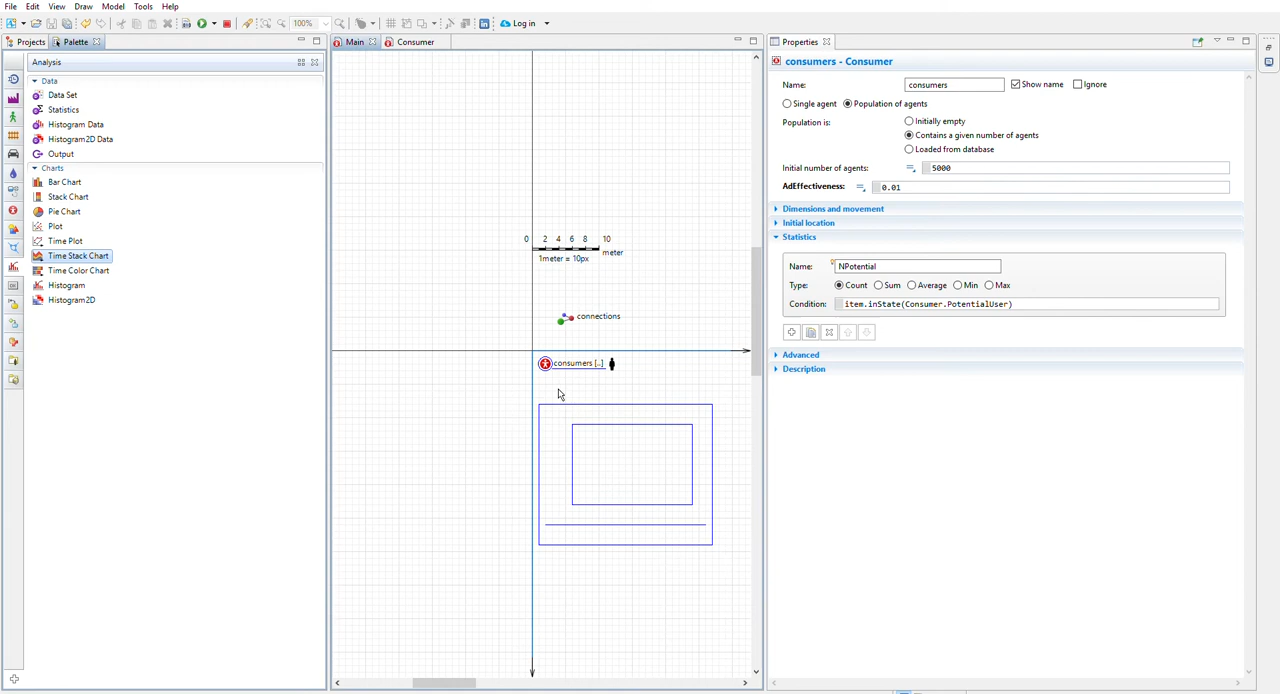 File Edit View Draw Model Tools Help
100% Log in
Projects Palette Main Consumer Properties
Analysis
Data
Data Set
Statistics
Histogram Data
Histogram2D Data
Output
Charts
Bar Chart
Stack Chart
Pie Chart
Plot
Time Plot
Time Stack Chart
Time Color Chart
Histogram
Histogram2D
0 2 4 6 8 10
meter
1meter = 10px
connections
consumers [..]
consumers - Consumer
Name: consumers Show name Ignore
Single agent Population of agents
Population is: Initially empty
Contains a given number of agents
Loaded from database
Initial number of agents: 5000
AdEffectiveness: 0.01
Dimensions and movement
Initial location
Statistics
Name: NPotential
Type: Count Sum Average Min Max
Condition: item.inState(Consumer.PotentialUser)
Advanced
Description